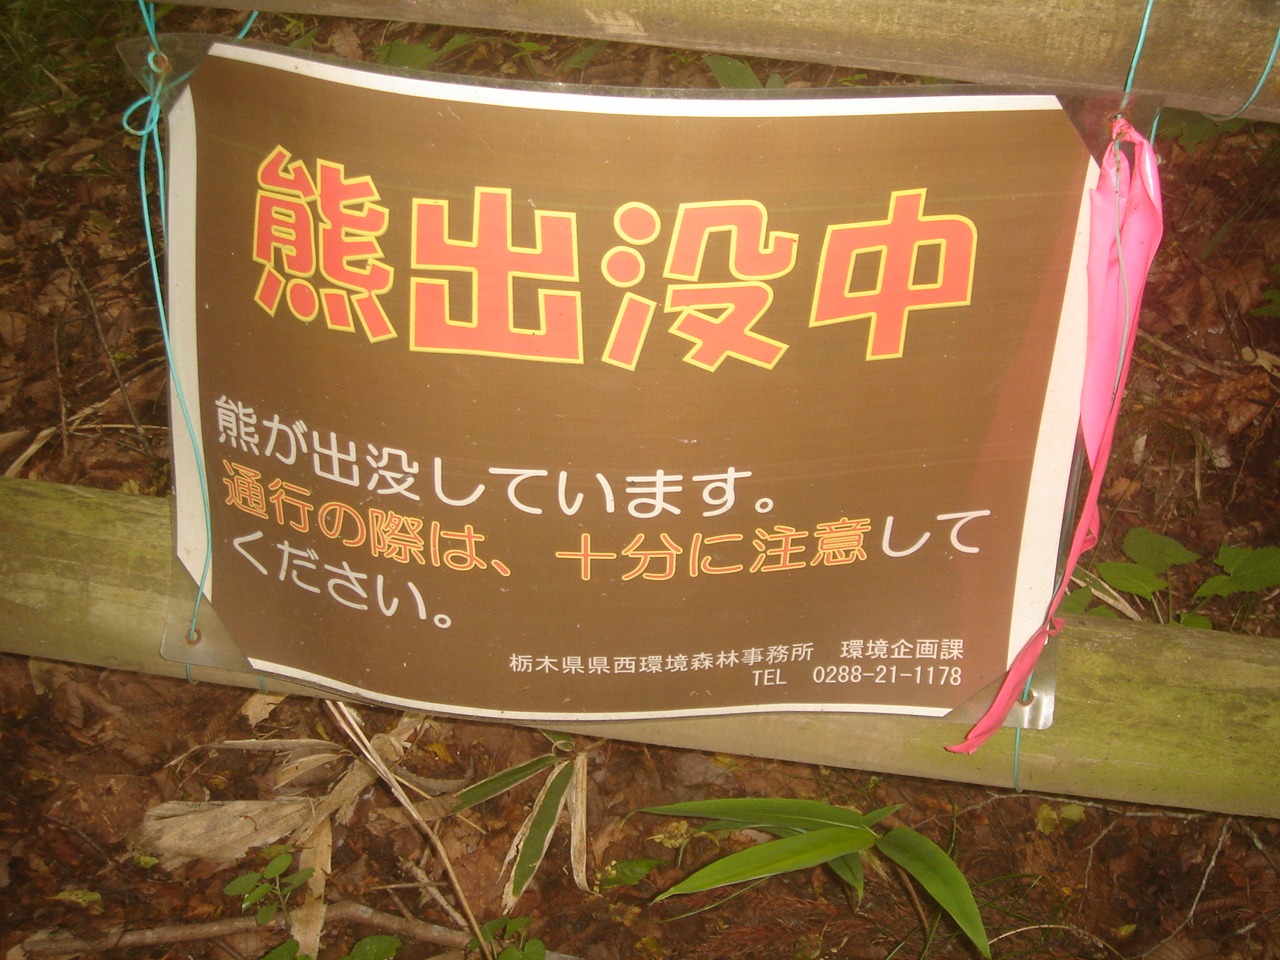 熊出没中
熊が出没しています。
通行の際は、十分に注意して
ください。
栃木県県西環境森林事務所　環境企画課
TEL　0288-21-1178